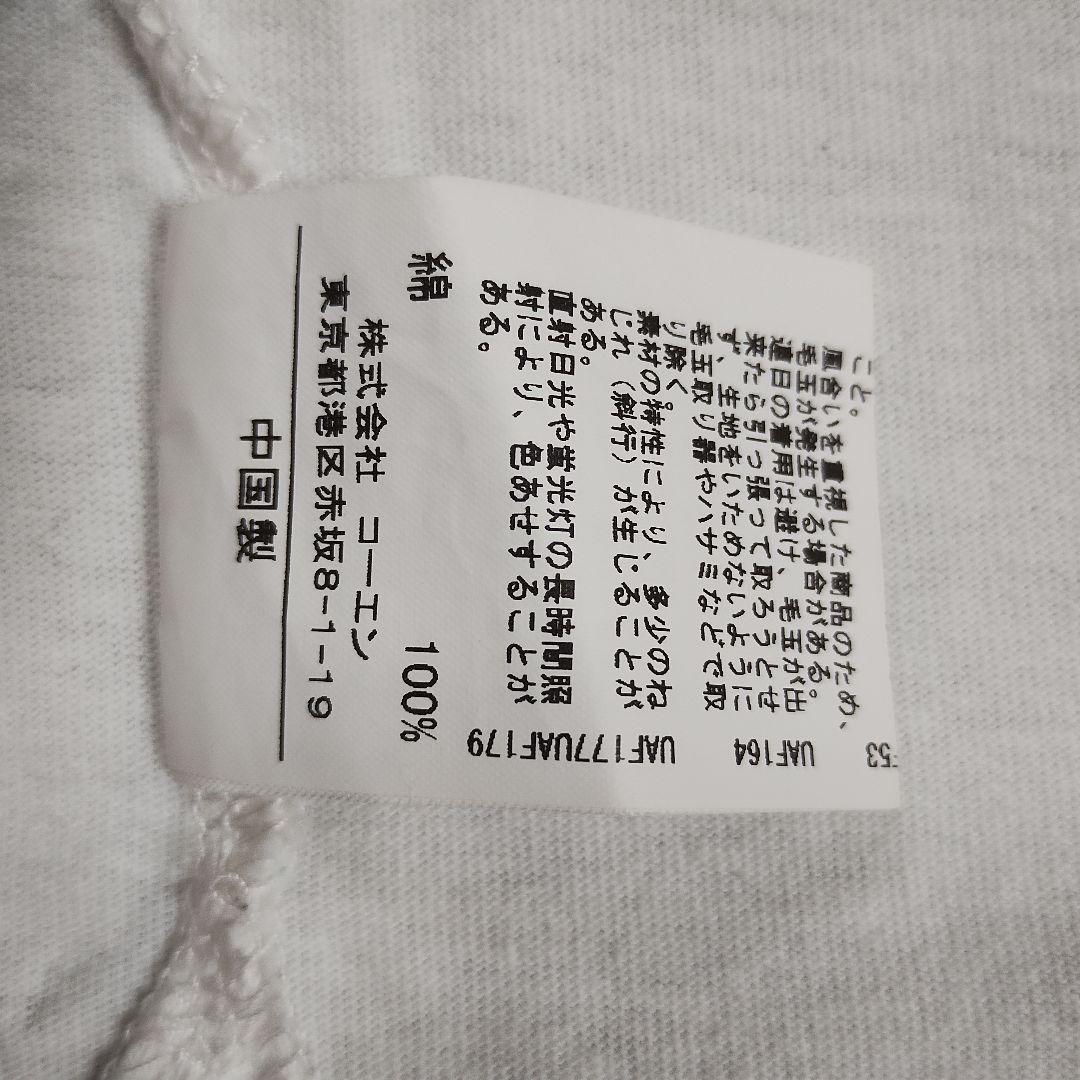 こと。
風合いを重視した商品のため、
毛玉が発生する場合がある。
連日の着用は避け、毛玉が出
来たら引っ張って取ろうとせ
ず、生地をいためないように
毛玉取り器やハサミなどで取
り除く。
素材の特性により、多少のね
じれ（斜行）が生じることが
ある。
直射日光や蛍光灯の長時間照
射により、色あせすることが
ある。
53
UAF164
UAF177UAF179
綿 100%
株式会社 コーエン
東京都港区赤坂8-1-19
中国製